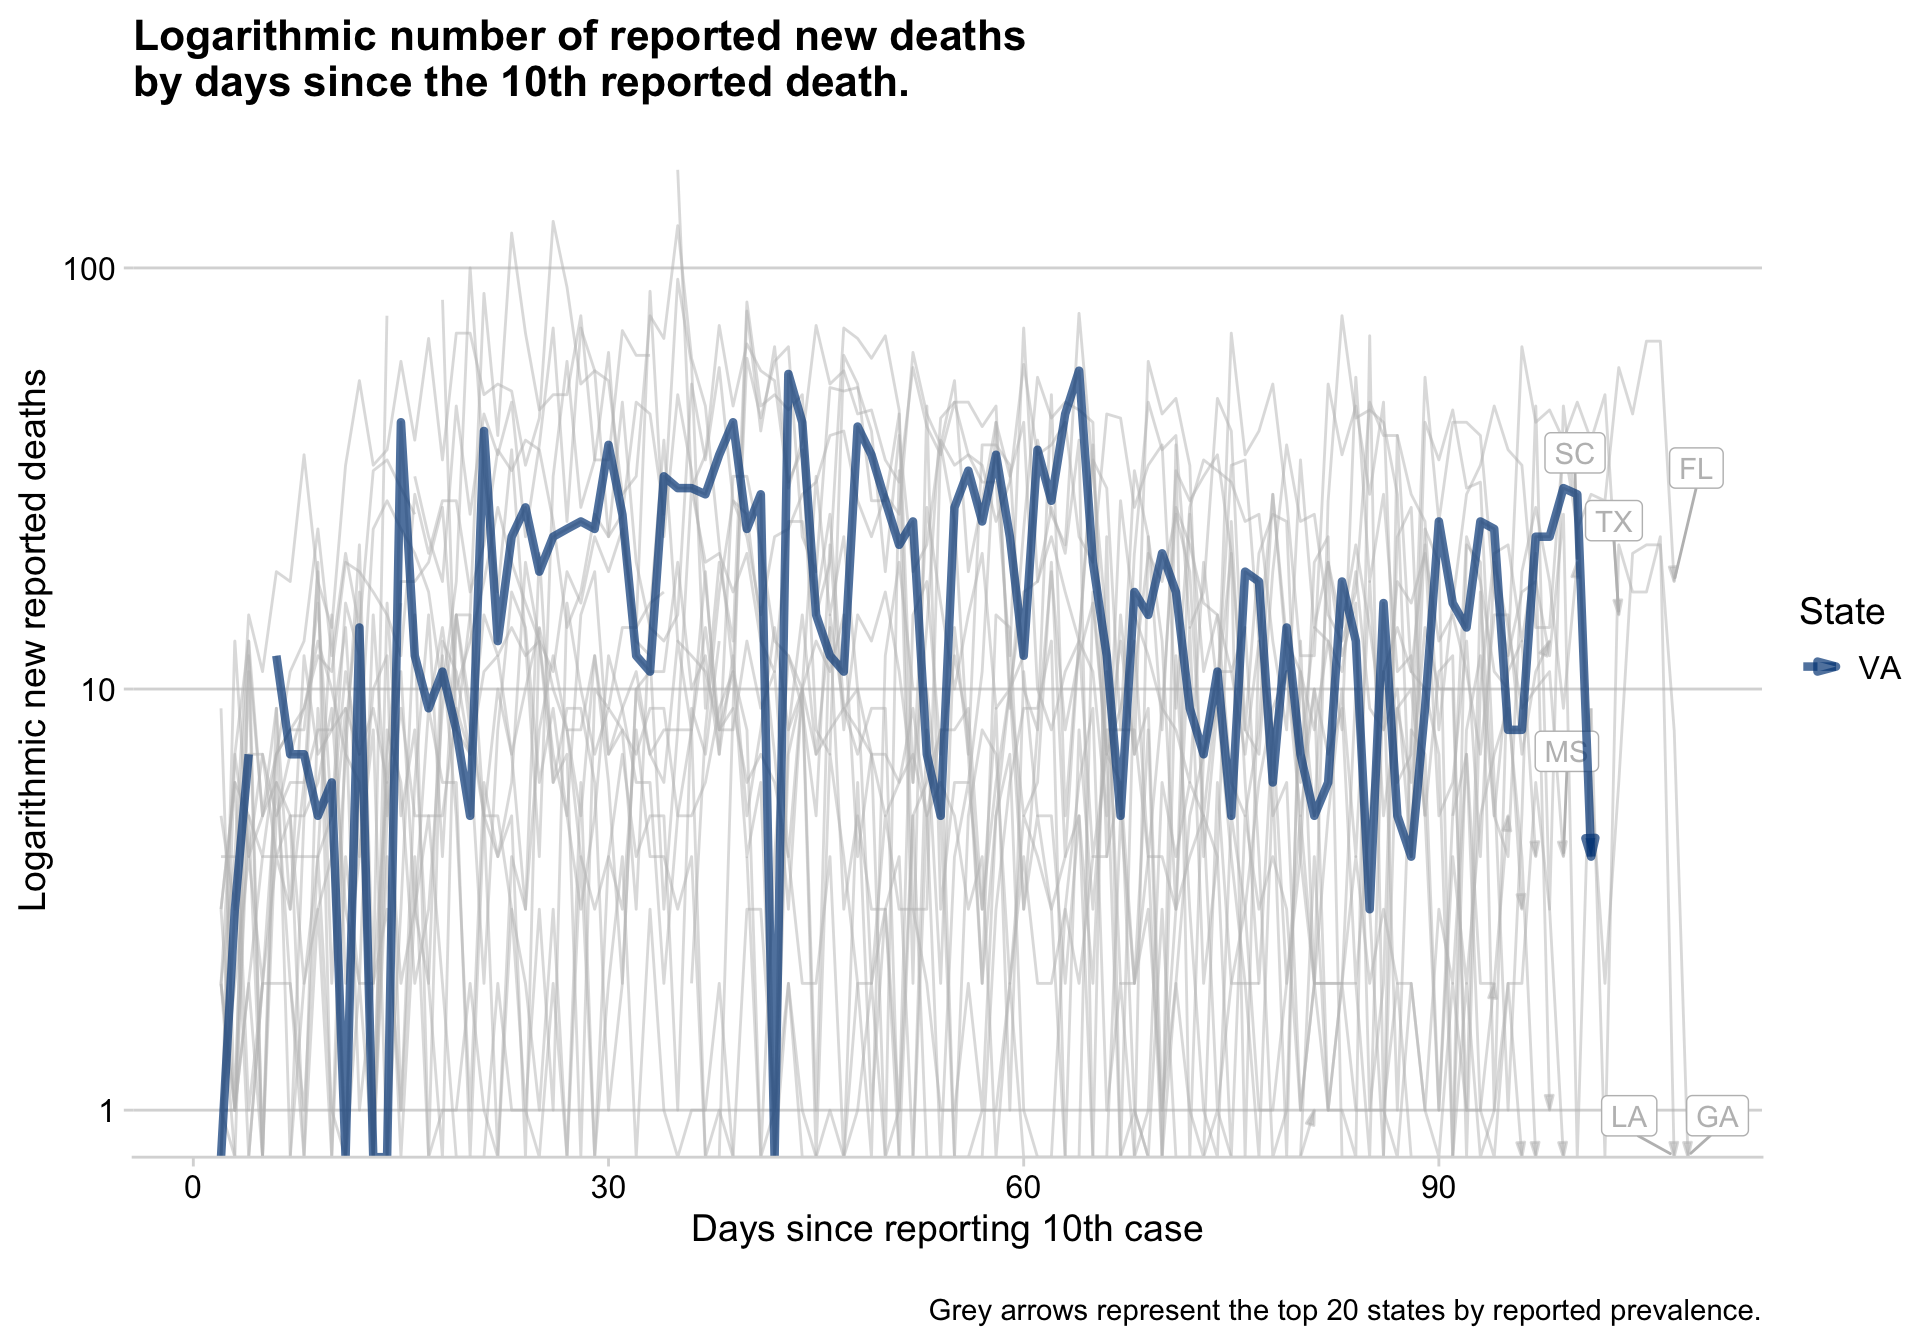 Logarithmic number of reported new deaths
by days since the 10th reported death.
Logarithmic new reported deaths
100
10
1
SC
FL
TX
MS
LA
GA
State
VA
0
30
60
90
Days since reporting 10th case
Grey arrows represent the top 20 states by reported prevalence.